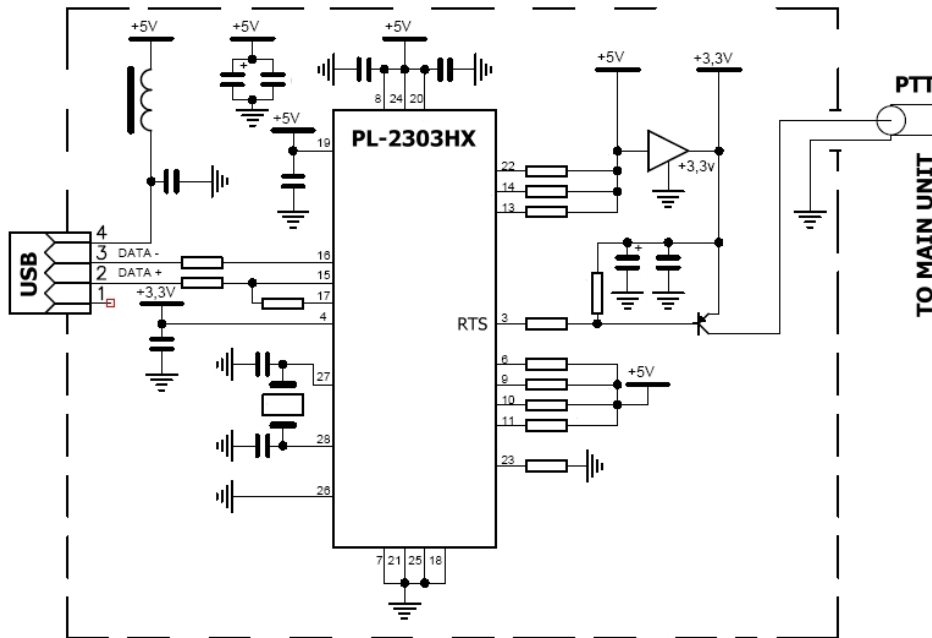 +5V
+5V
+5V
+5V
+3,3V
PTT
8 24 20
+5V
PL-2303HX
19
22
+3,3v
14
13
TO MAIN UNIT
USB
4
3 DATA - 16
2 DATA + 15
1 17
+3,3V
4
RTS 3
6
27
9
+5V
10
11
28
23
26
7 21 25 18
+
+